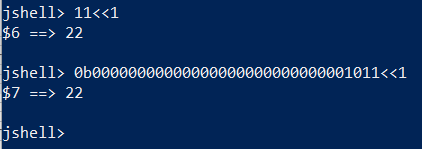 jshell> 11<<1
$6 ==> 22
jshell> 0b00000000000000000000000000001011<<1
$7 ==> 22
jshell>